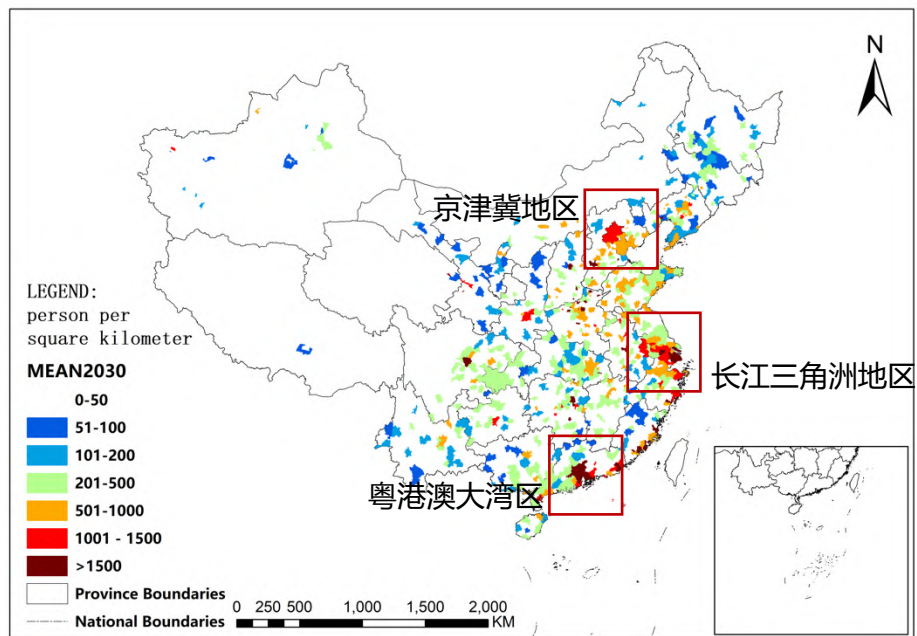 N
京津冀地区
长江三角洲地区
粤港澳大湾区
LEGEND:
person per
square kilometer
MEAN2030
0-50
51-100
101-200
201-500
501-1000
1001 - 1500
>1500
Province Boundaries
National Boundaries
0 250 500 1,000 1,500 2,000
KM